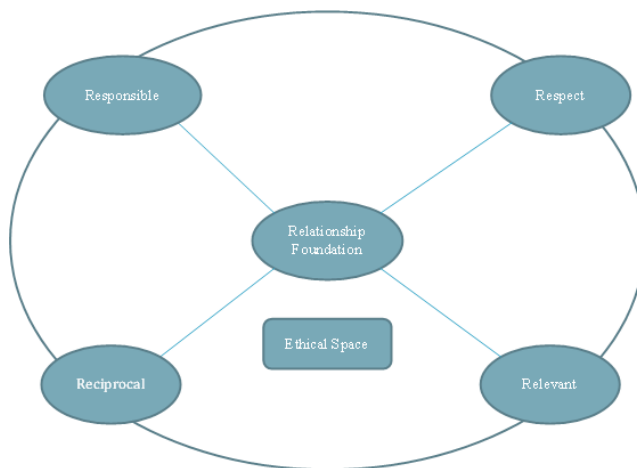 Responsible
Respect
Relationship
Foundation
Ethical Space
Reciprocal
Relevant